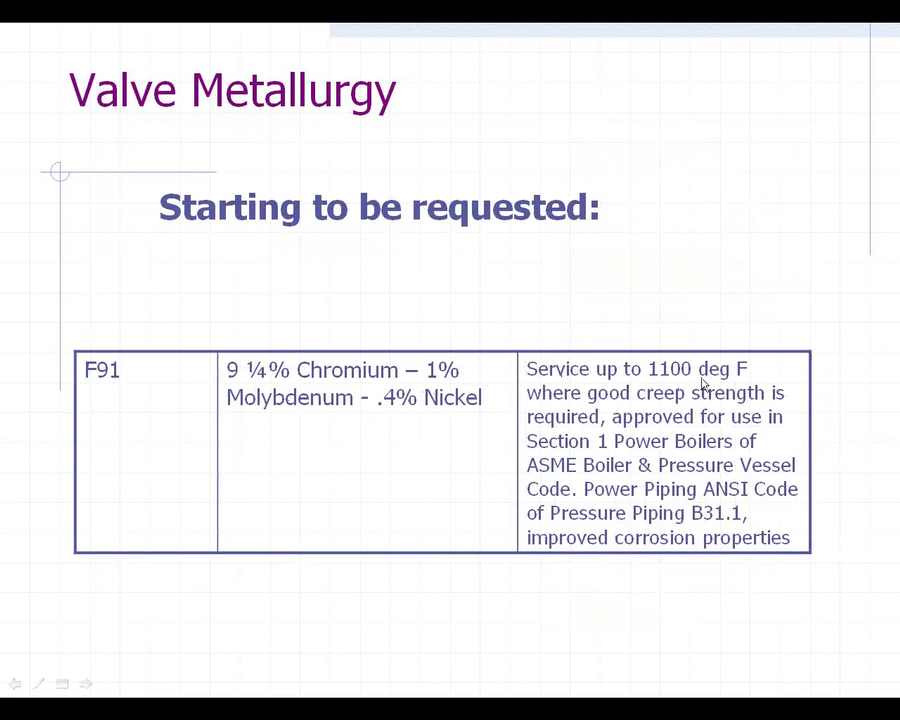 Valve Metallurgy
Starting to be requested:
F91
9 ¼% Chromium – 1%
Molybdenum - .4% Nickel
Service up to 1100 deg F
where good creep strength is
required, approved for use in
Section 1 Power Boilers of
ASME Boiler & Pressure Vessel
Code. Power Piping ANSI Code
of Pressure Piping B31.1,
improved corrosion properties